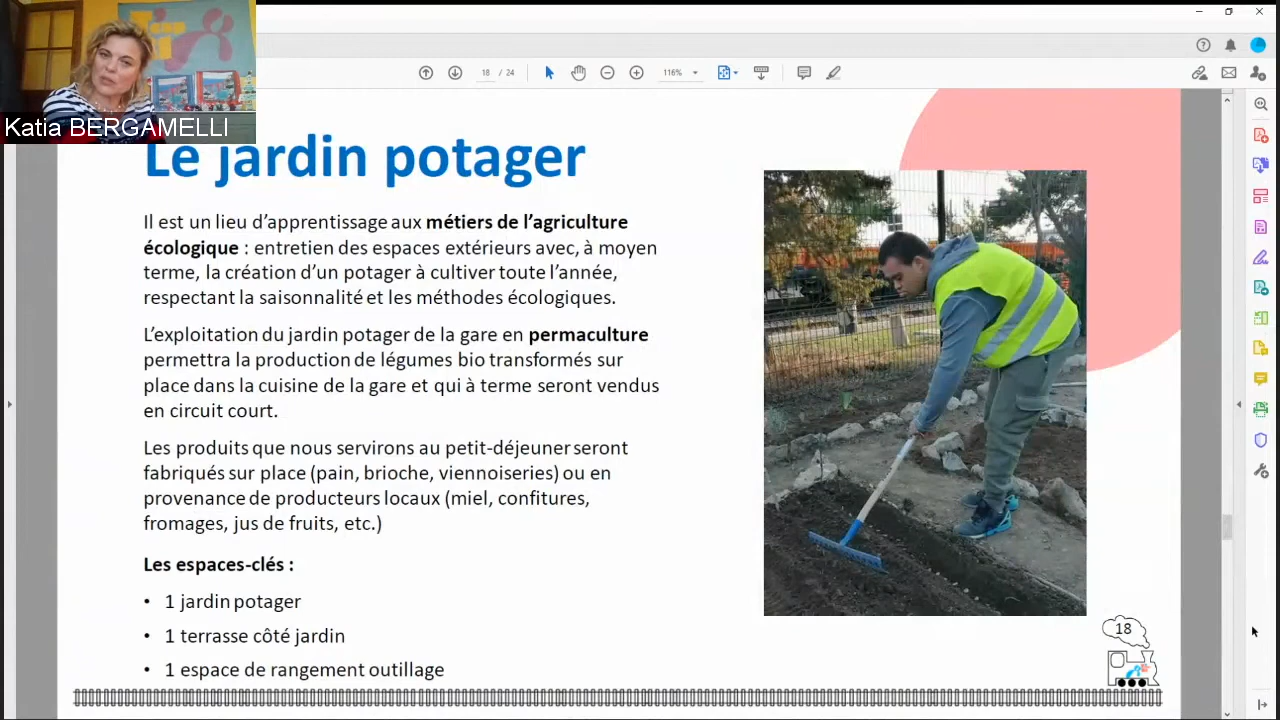 18 / 24
116%
Katia BERGAMELLI
Le jardin potager
Il est un lieu d'apprentissage aux métiers de l'agriculture
écologique : entretien des espaces extérieurs avec, à moyen
terme, la création d'un potager à cultiver toute l'année,
respectant la saisonnalité et les méthodes écologiques.
L'exploitation du jardin potager de la gare en permaculture
permettra la production de légumes bio transformés sur
place dans la cuisine de la gare et qui à terme seront vendus
en circuit court.
Les produits que nous servirons au petit-déjeuner seront
fabriqués sur place (pain, brioche, viennoiseries) ou en
provenance de producteurs locaux (miel, confitures,
fromages, jus de fruits, etc.)
Les espaces-clés :
• 1 jardin potager
• 1 terrasse côté jardin
• 1 espace de rangement outillage
18